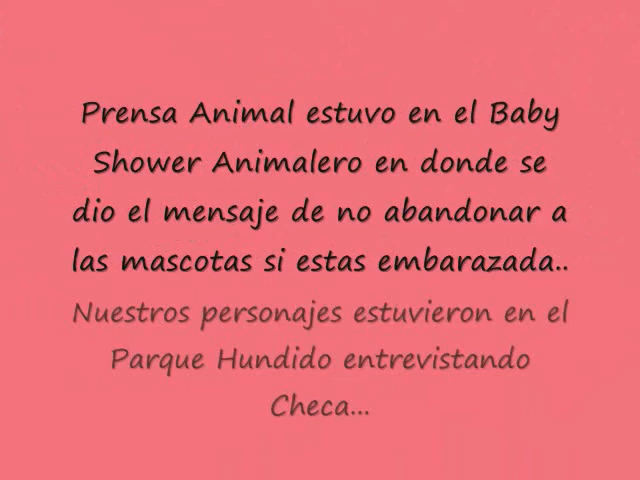 Prensa Animal estuvo en el Baby
Shower Animalero en donde se
dio el mensaje de no abandonar a
las mascotas si estas embarazada..
Nuestros personajes estuvieron en el
Parque Hundido entrevistando
Checa...